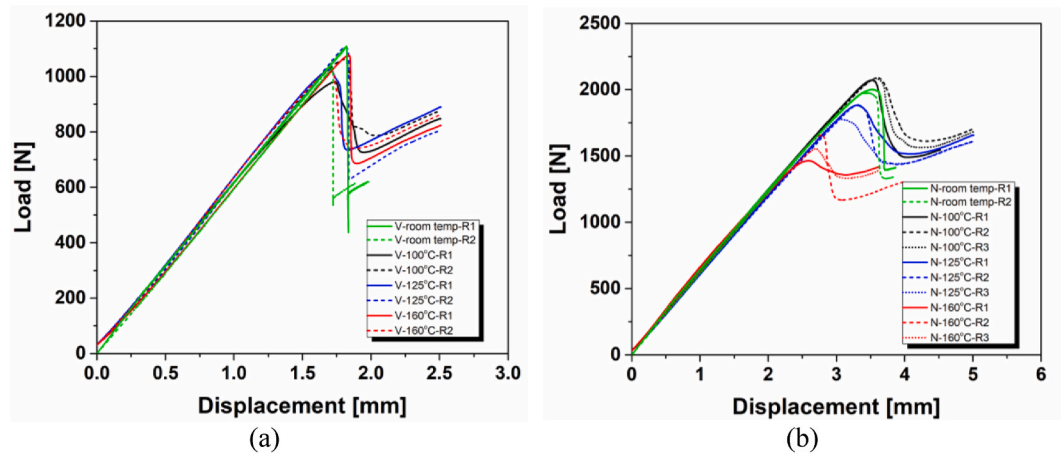 1200
1000
800
600
400
200
0
Load [N]
V-room temp-R1
V-room temp-R2
V-100°C-R1
V-100°C-R2
V-125°C-R1
V-125°C-R2
V-160°C-R1
V-160°C-R2
0.0 0.5 1.0 1.5 2.0 2.5 3.0
Displacement [mm]
(a)
2500
2000
1500
1000
500
0
Load [N]
N-room temp-R1
N-room temp-R2
N-100°C-R1
N-100°C-R2
N-100°C-R3
N-125°C-R1
N-125°C-R2
N-125°C-R3
N-160°C-R1
N-160°C-R2
N-160°C-R3
0 1 2 3 4 5 6
Displacement [mm]
(b)